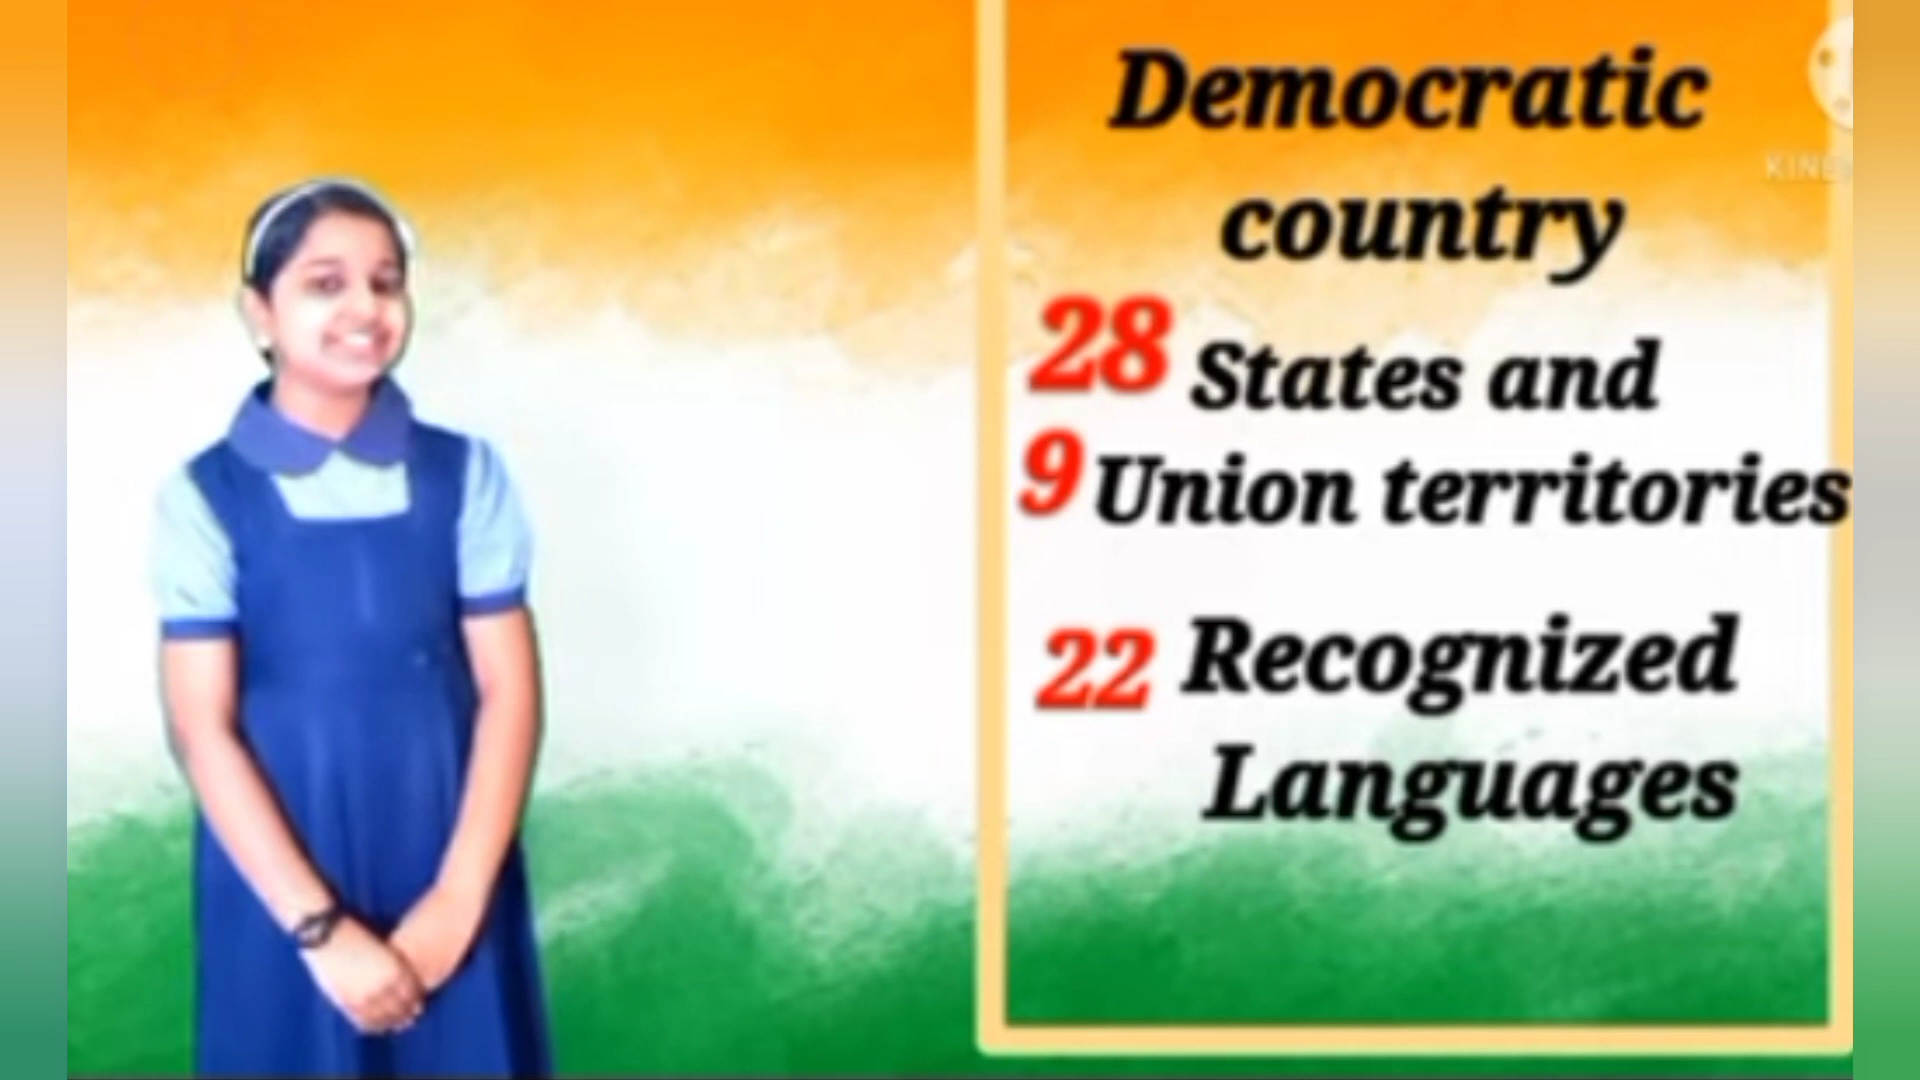 Democratic
country
28 States and
9 Union territories
22 Recognized
Languages